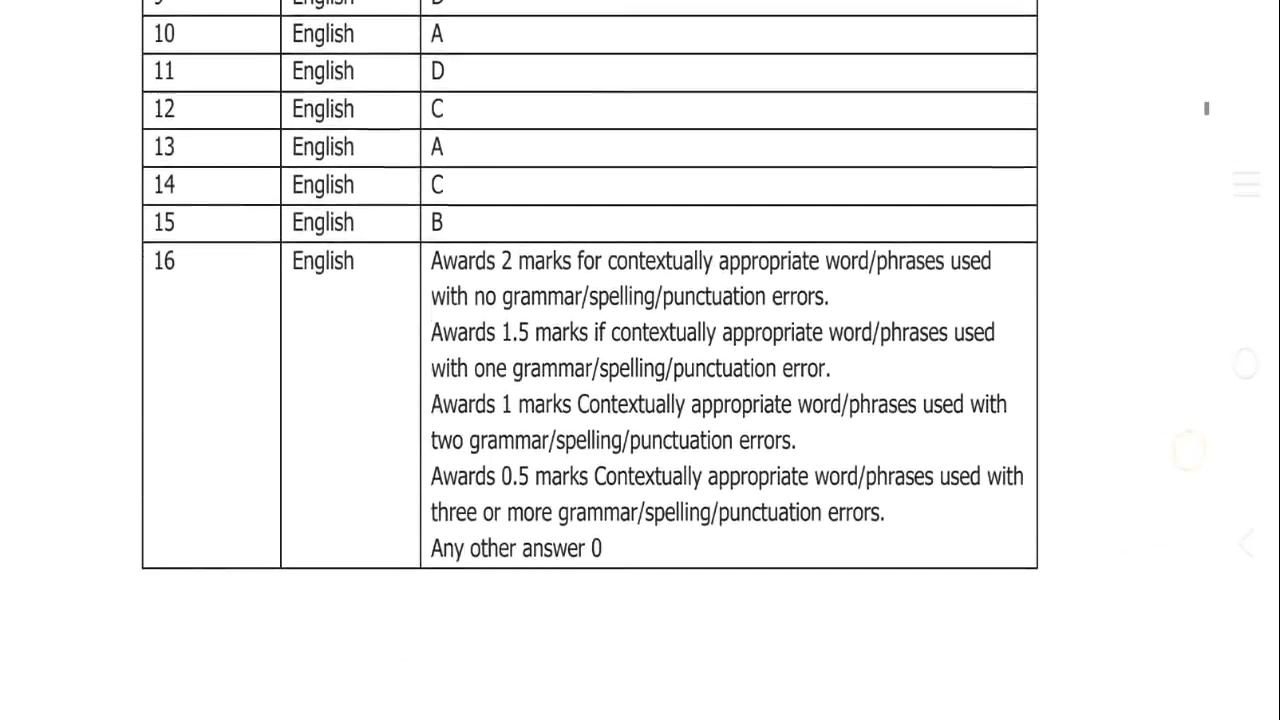 10 English A
11 English D
12 English C
13 English A
14 English C
15 English B
16 English Awards 2 marks for contextually appropriate word/phrases used
with no grammar/spelling/punctuation errors.
Awards 1.5 marks if contextually appropriate word/phrases used
with one grammar/spelling/punctuation error.
Awards 1 marks Contextually appropriate word/phrases used with
two grammar/spelling/punctuation errors.
Awards 0.5 marks Contextually appropriate word/phrases used with
three or more grammar/spelling/punctuation errors.
Any other answer 0